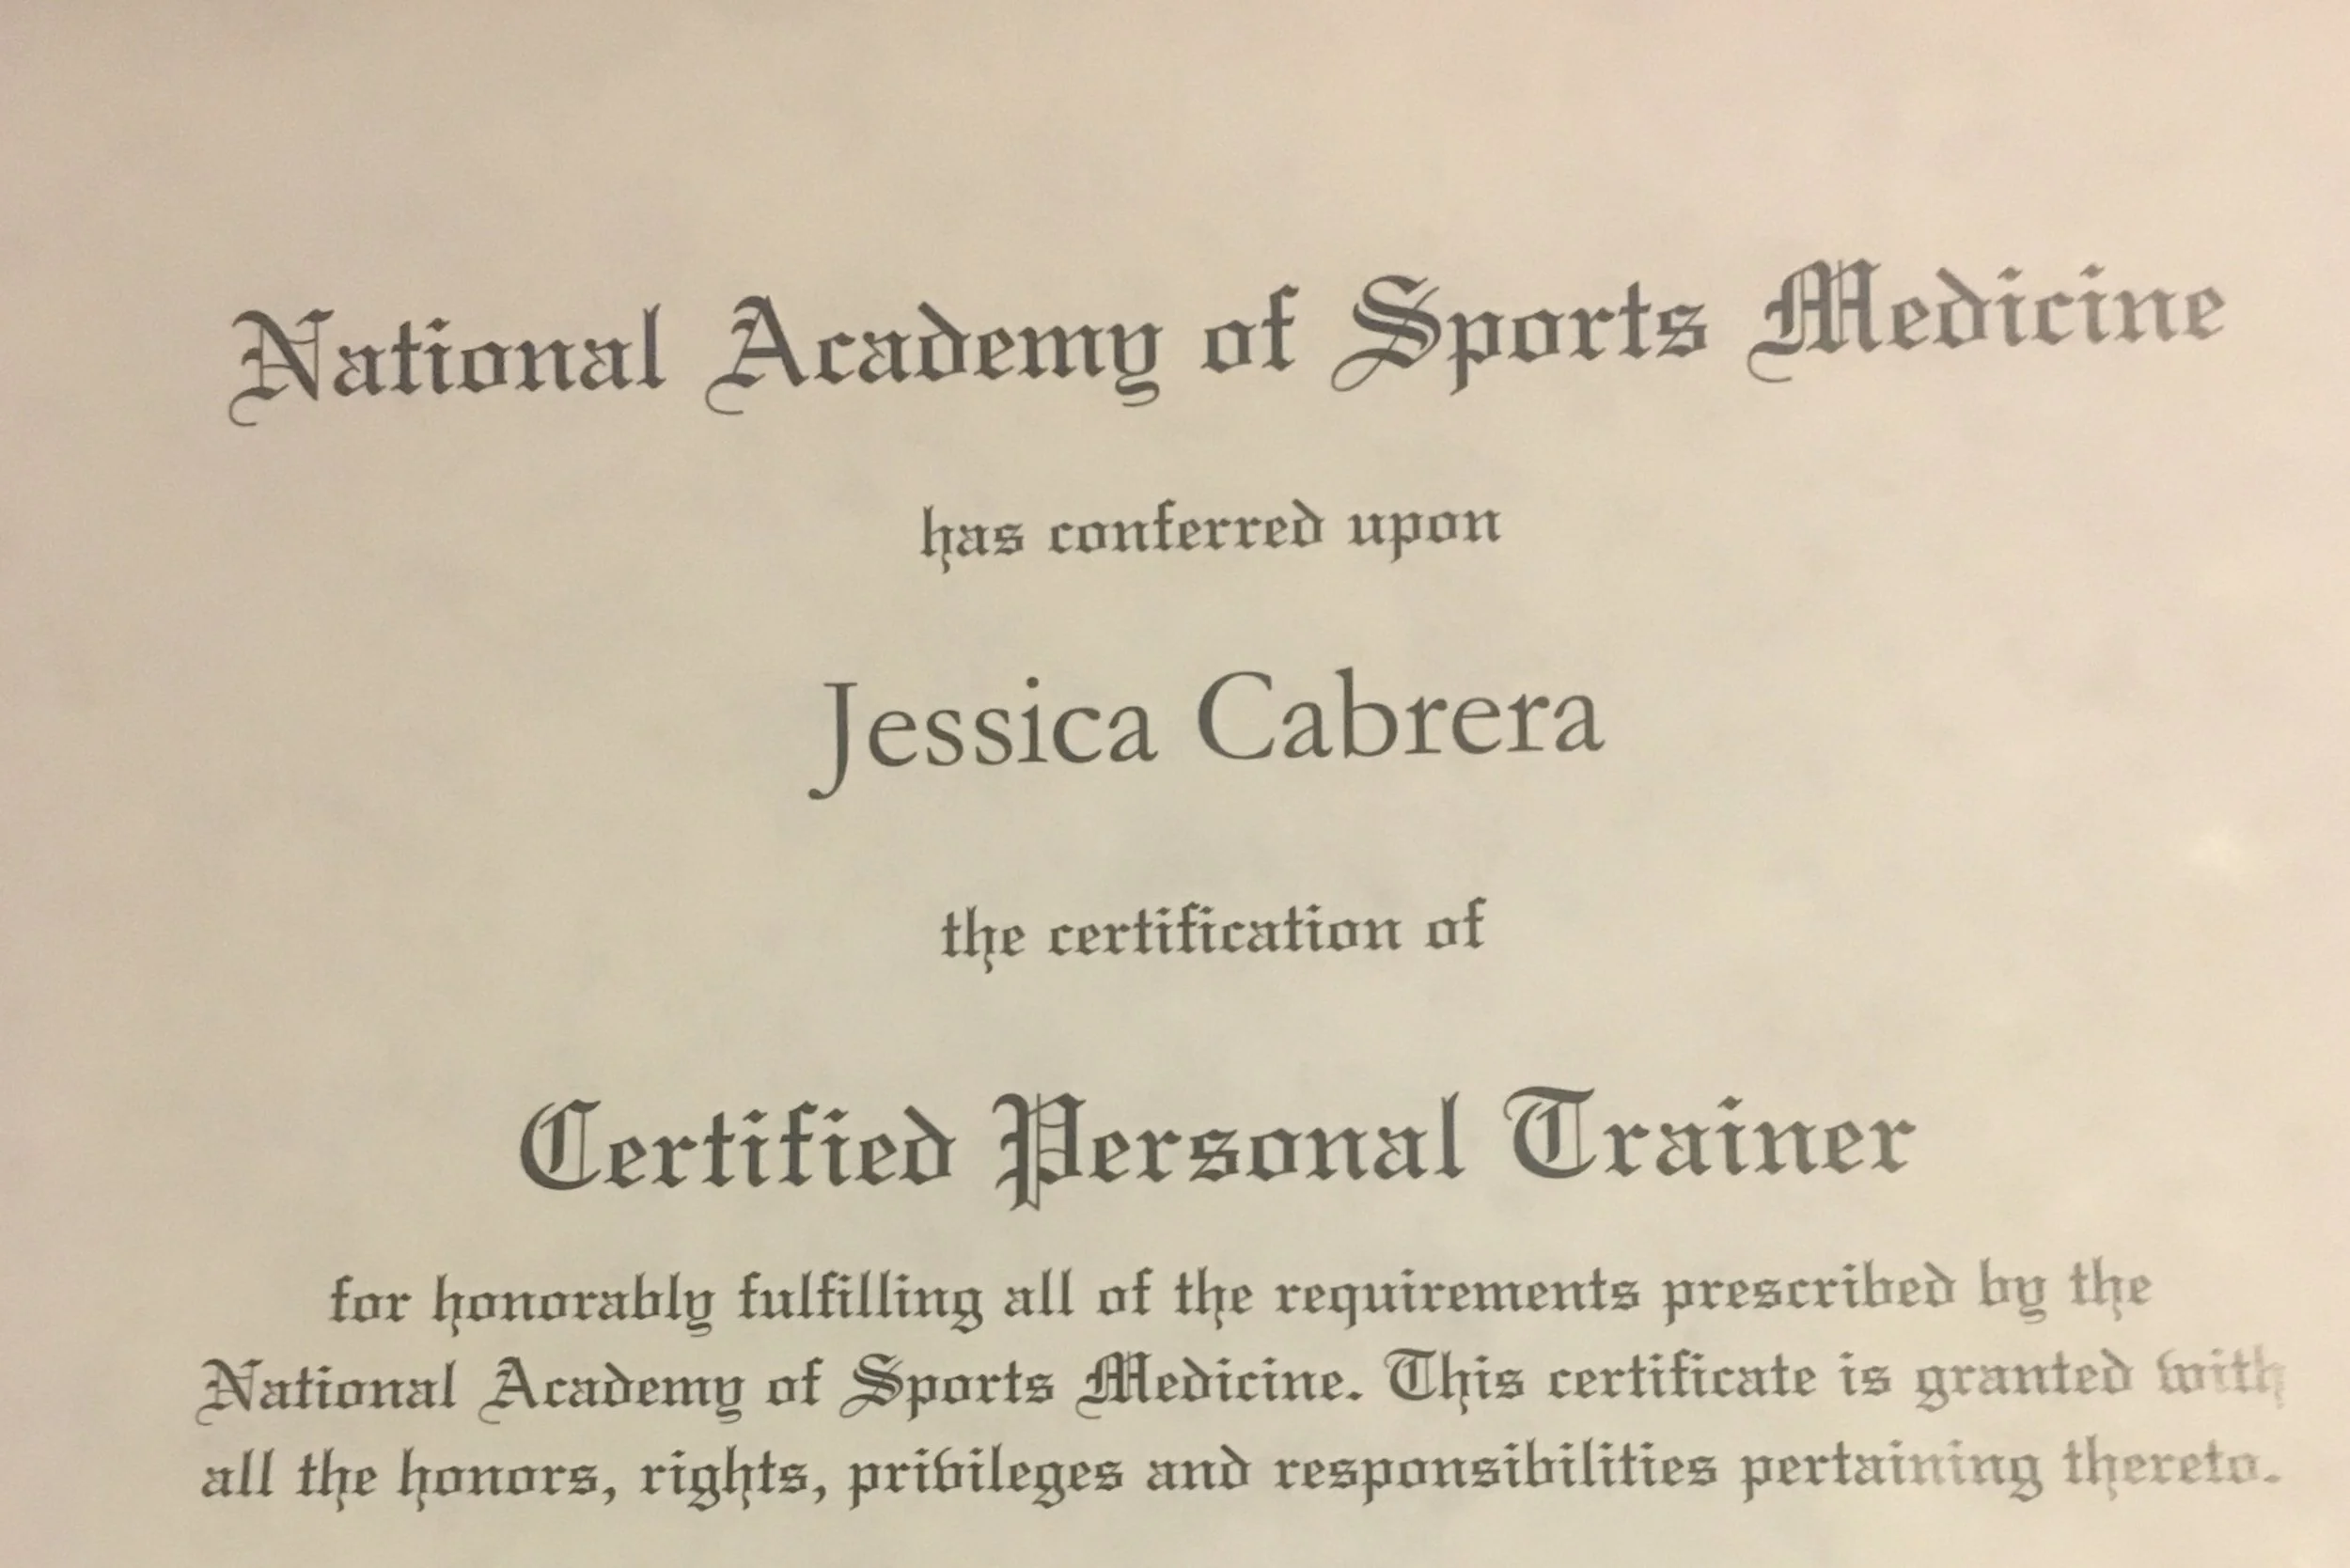 National Academy of Sports Medicine
has conferred upon
Jessica Cabrera
the certification of
Certified Personal Trainer
for honorably fulfilling all of the requirements prescribed by the
National Academy of Sports Medicine. This certificate is granted with
all the honors, rights, privileges and responsibilities pertaining thereto.